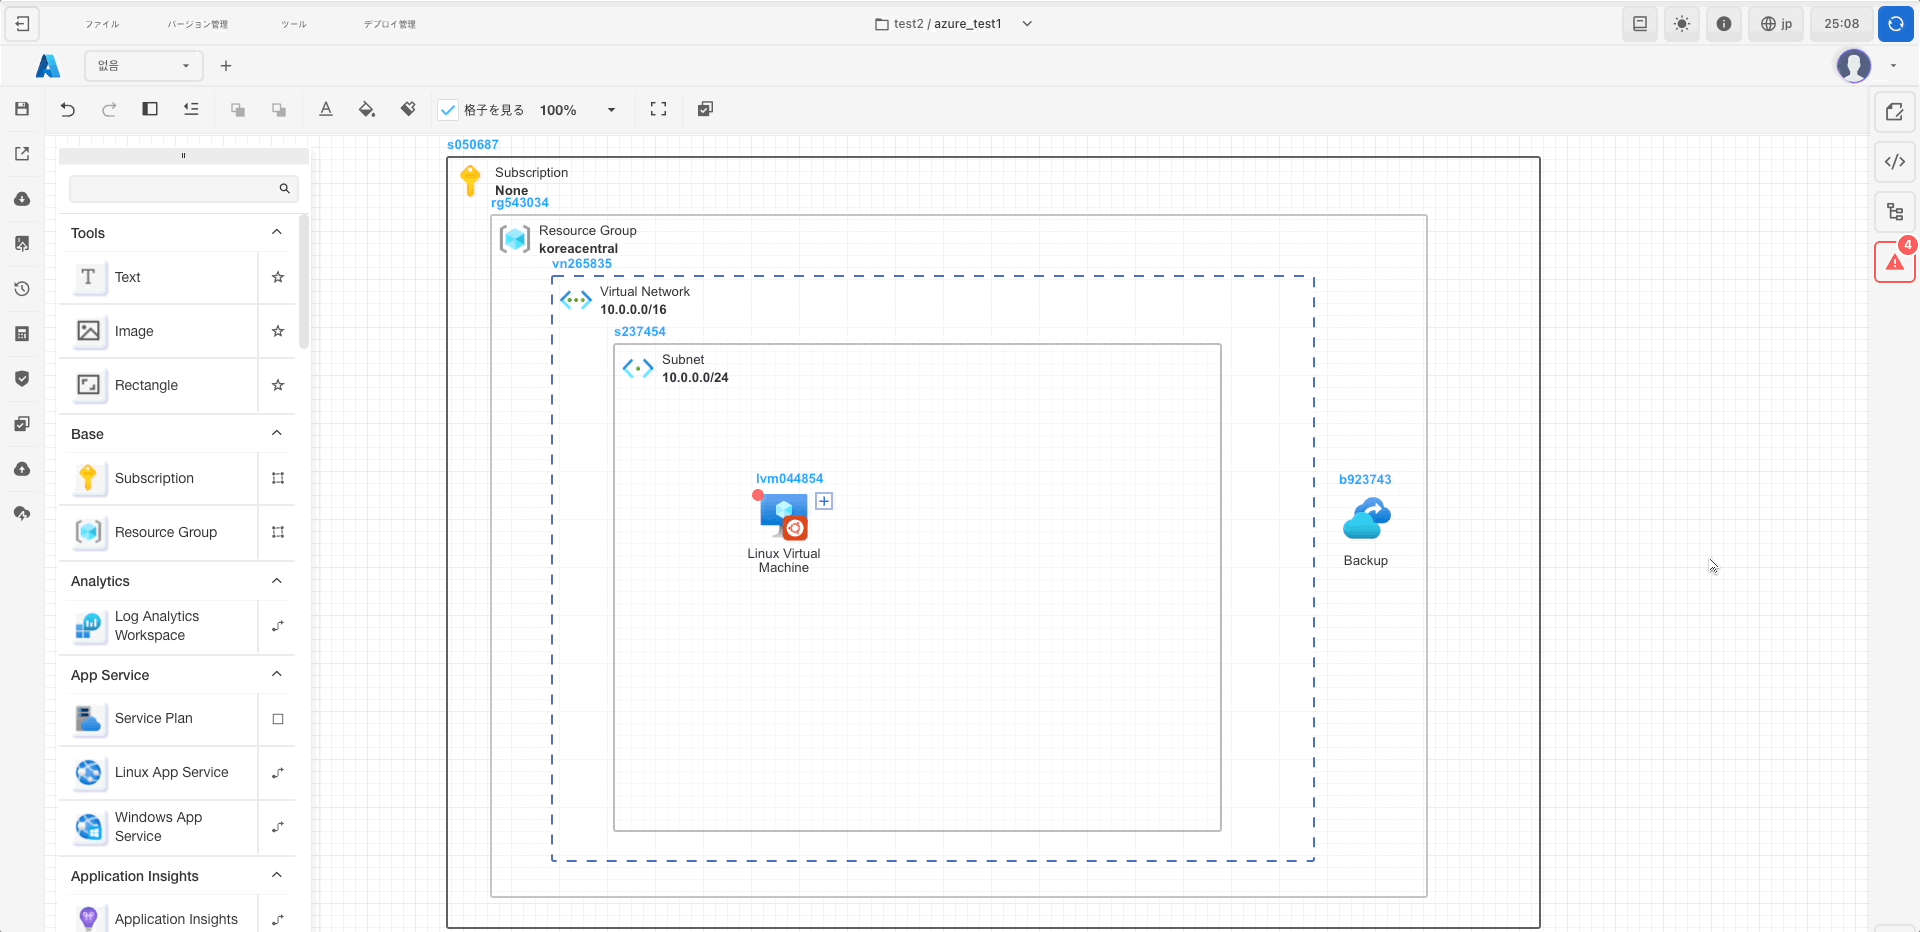 ファイル
バージョン管理
ツール
デプロイ管理
test2 / azure_test1
jp
25:08
없음
格子を見る
100%
4
Tools
Text
Image
Rectangle
Base
Subscription
Resource Group
Analytics
Log Analytics
Workspace
App Service
Service Plan
Linux App Service
Windows App
Service
Application Insights
Application Insights
s050687
Subscription
None
rg543034
Resource Group
koreacentral
vn265835
Virtual Network
10.0.0.0/16
s237454
Subnet
10.0.0.0/24
lvm044854
Linux Virtual
Machine
b923743
Backup